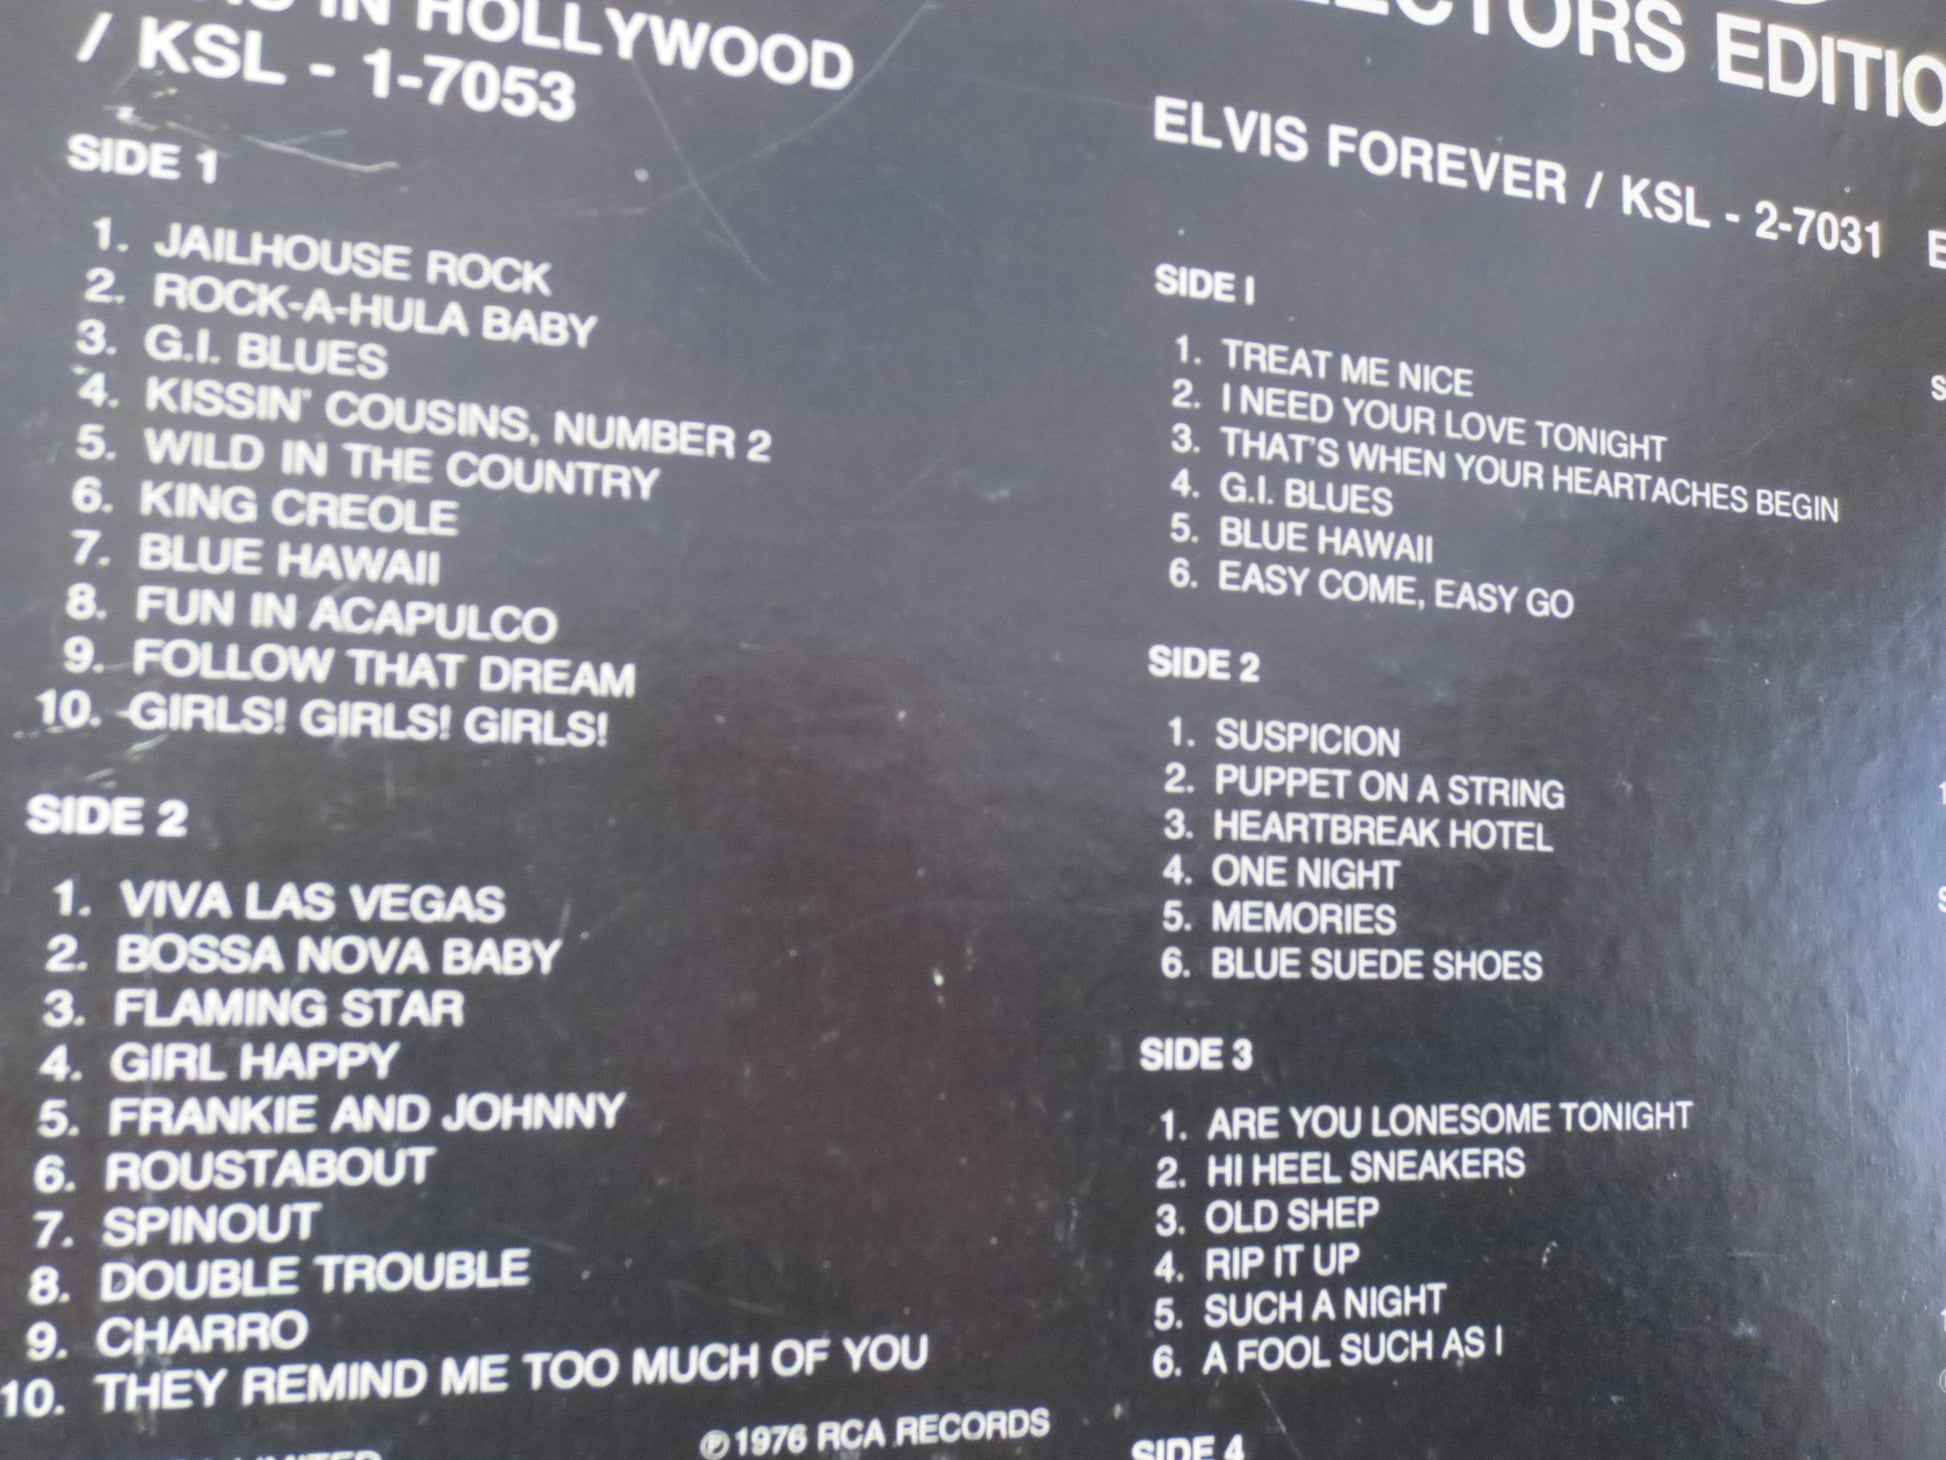 IN HOLLYWOOD
/ KSL - 1-7053
SIDE 1
1. JAILHOUSE ROCK
2. ROCK-A-HULA BABY
3. G.I. BLUES
4. KISSIN' COUSINS, NUMBER 2
5. WILD IN THE COUNTRY
6. KING CREOLE
7. BLUE HAWAII
8. FUN IN ACAPULCO
9. FOLLOW THAT DREAM
10. GIRLS! GIRLS! GIRLS!
SIDE 2
1. VIVA LAS VEGAS
2. BOSSA NOVA BABY
3. FLAMING STAR
4. GIRL HAPPY
5. FRANKIE AND JOHNNY
6. ROUSTABOUT
7. SPINOUT
8. DOUBLE TROUBLE
9. CHARRO
10. THEY REMIND ME TOO MUCH OF YOU
℗ 1976 RCA RECORDS
ECTORS EDITIO
ELVIS FOREVER / KSL - 2-7031
SIDE I
1. TREAT ME NICE
2. I NEED YOUR LOVE TONIGHT
3. THAT'S WHEN YOUR HEARTACHES BEGIN
4. G.I. BLUES
5. BLUE HAWAII
6. EASY COME, EASY GO
SIDE 2
1. SUSPICION
2. PUPPET ON A STRING
3. HEARTBREAK HOTEL
4. ONE NIGHT
5. MEMORIES
6. BLUE SUEDE SHOES
SIDE 3
1. ARE YOU LONESOME TONIGHT
2. HI HEEL SNEAKERS
3. OLD SHEP
4. RIP IT UP
5. SUCH A NIGHT
6. A FOOL SUCH AS I
SIDE 4